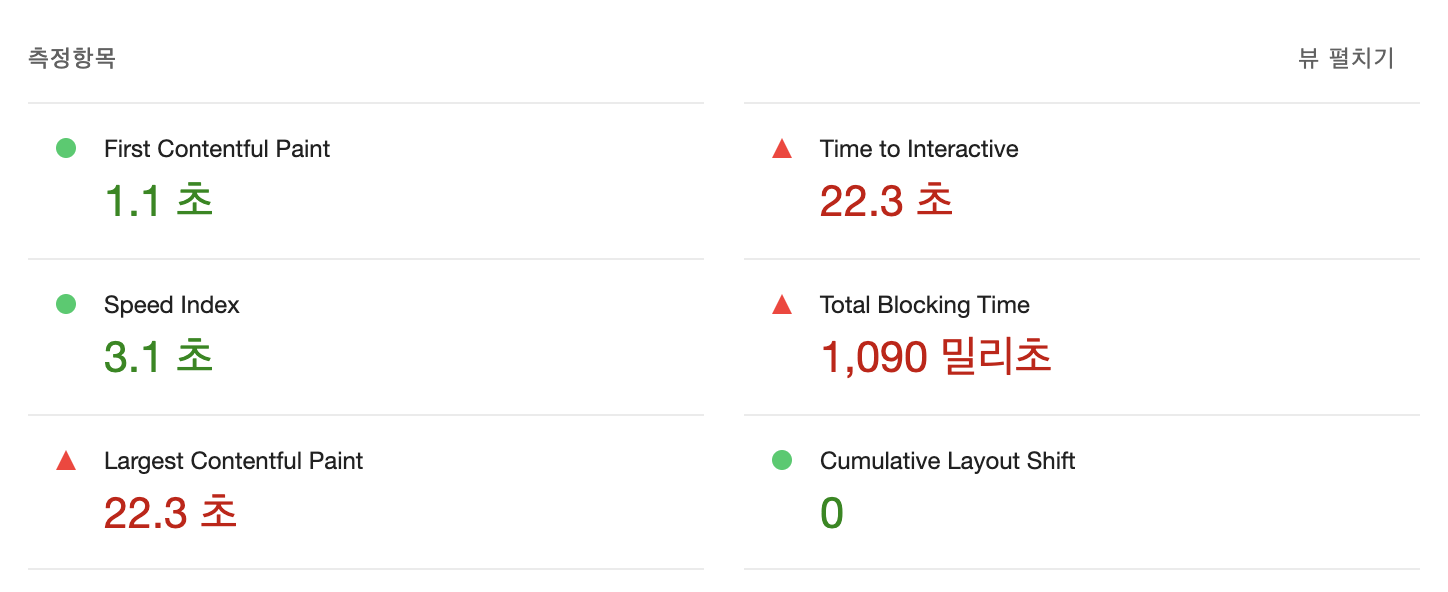 측정항목
뷰 펼치기
First Contentful Paint
1.1 초
Time to Interactive
22.3 초
Speed Index
3.1 초
Total Blocking Time
1,090 밀리초
Largest Contentful Paint
22.3 초
Cumulative Layout Shift
0